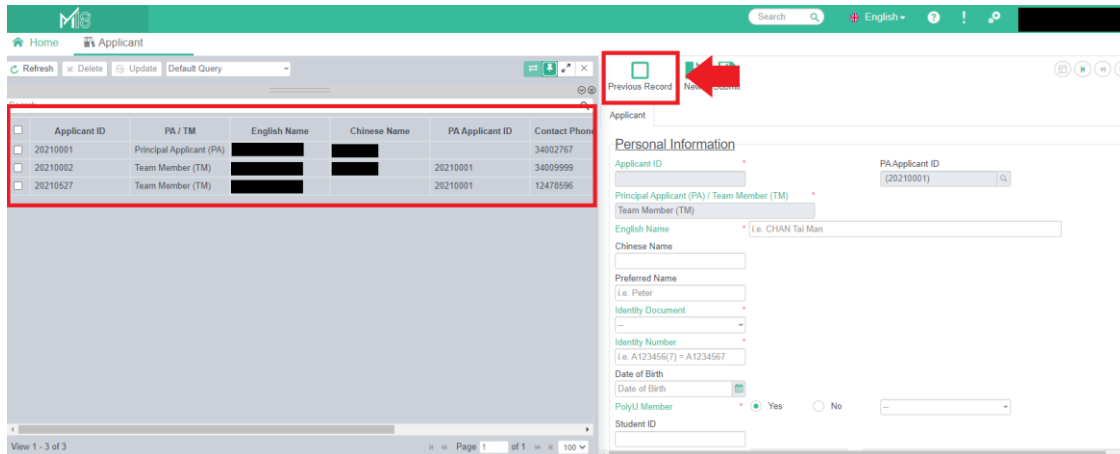 M18 Search English
Home Applicant
Refresh Delete Update Default Query
Previous Record New Submit
Search
Applicant
Applicant ID PA / TM English Name Chinese Name PA Applicant ID Contact Phone
20210001 Principal Applicant (PA) 34002767
20210002 Team Member (TM) 20210001 34009999
20210527 Team Member (TM) 20210001 12478596
Personal Information
Applicant ID * PA Applicant ID
(20210001)
Principal Applicant (PA) / Team Member (TM) *
Team Member (TM)
English Name * i.e. CHAN Tai Man
Chinese Name
Preferred Name
i.e. Peter
Identity Document *
--
Identity Number *
i.e. A123456(7) = A1234567
Date of Birth
Date of Birth
PolyU Member * Yes No --
Student ID
View 1 - 3 of 3 Page 1 of 1 100